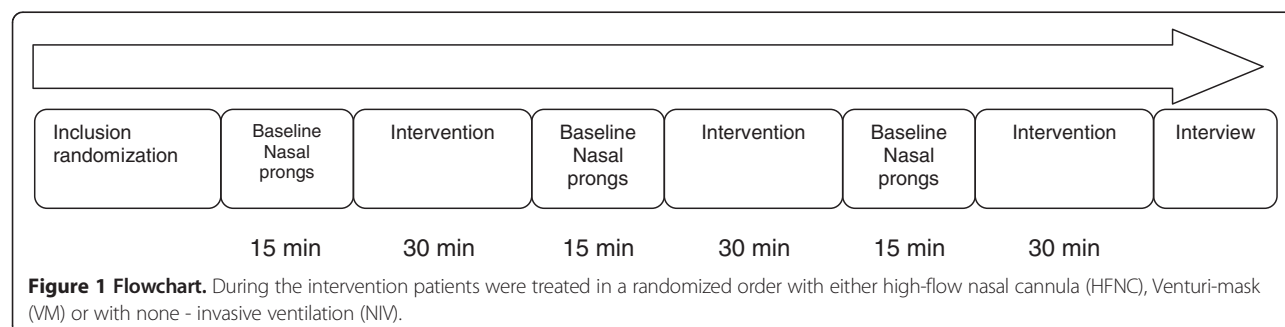 Inclusion
randomization
Baseline
Nasal
prongs
Intervention
Baseline
Nasal
prongs
Intervention
Baseline
Nasal
prongs
Intervention
Interview
15 min 30 min 15 min 30 min 15 min 30 min
Figure 1 Flowchart. During the intervention patients were treated in a randomized order with either high-flow nasal cannula (HFNC), Venturi-mask
(VM) or with none - invasive ventilation (NIV).